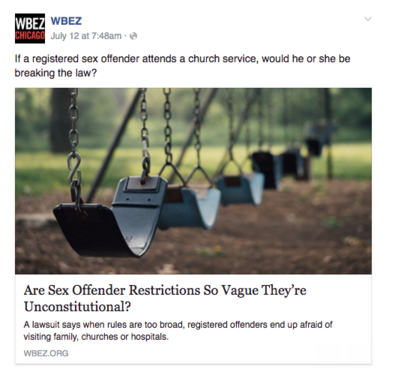 WBEZ
CHICAGO
WBEZ
July 12 at 7:48am ·
If a registered sex offender attends a church service, would he or she be
breaking the law?
Are Sex Offender Restrictions So Vague They're
Unconstitutional?
A lawsuit says when rules are too broad, registered offenders end up afraid of
visiting family, churches or hospitals.
WBEZ.ORG